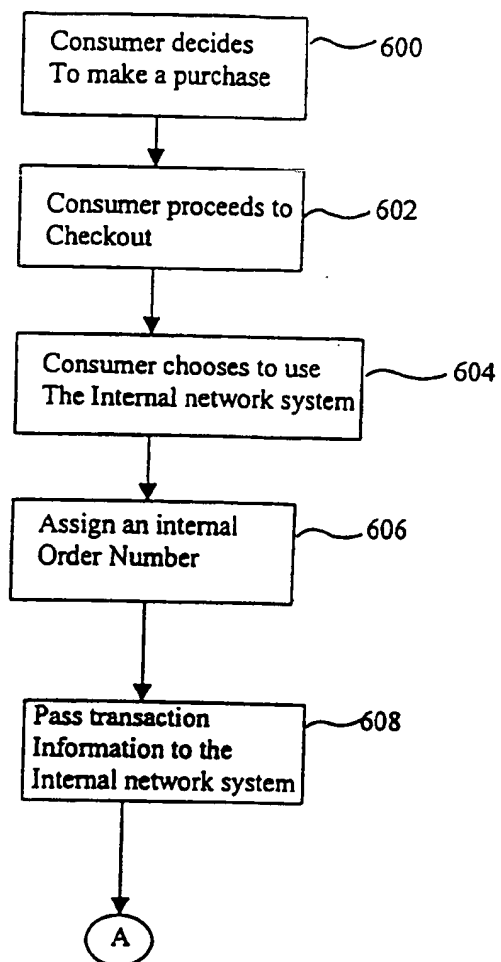 Consumer decides
To make a purchase
600
Consumer proceeds to
Checkout
602
Consumer chooses to use
The Internal network system
604
Assign an internal
Order Number
606
Pass transaction
Information to the
Internal network system
608
A